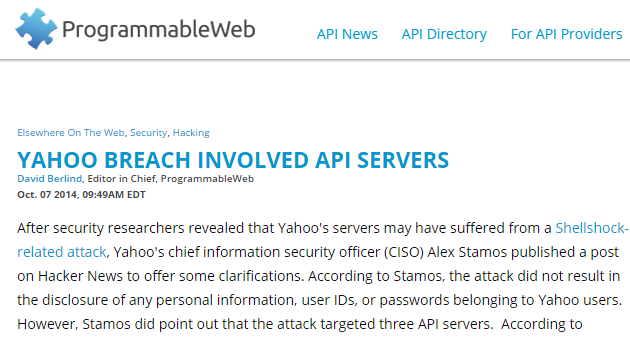 ProgrammableWeb
API News API Directory For API Providers
Elsewhere On The Web, Security, Hacking
YAHOO BREACH INVOLVED API SERVERS
David Berlind, Editor in Chief, ProgrammableWeb
Oct. 07 2014, 09:49AM EDT
After security researchers revealed that Yahoo's servers may have suffered from a Shellshock-
related attack, Yahoo's chief information security officer (CISO) Alex Stamos published a post
on Hacker News to offer some clarifications. According to Stamos, the attack did not result in
the disclosure of any personal information, user IDs, or passwords belonging to Yahoo users.
However, Stamos did point out that the attack targeted three API servers.  According to